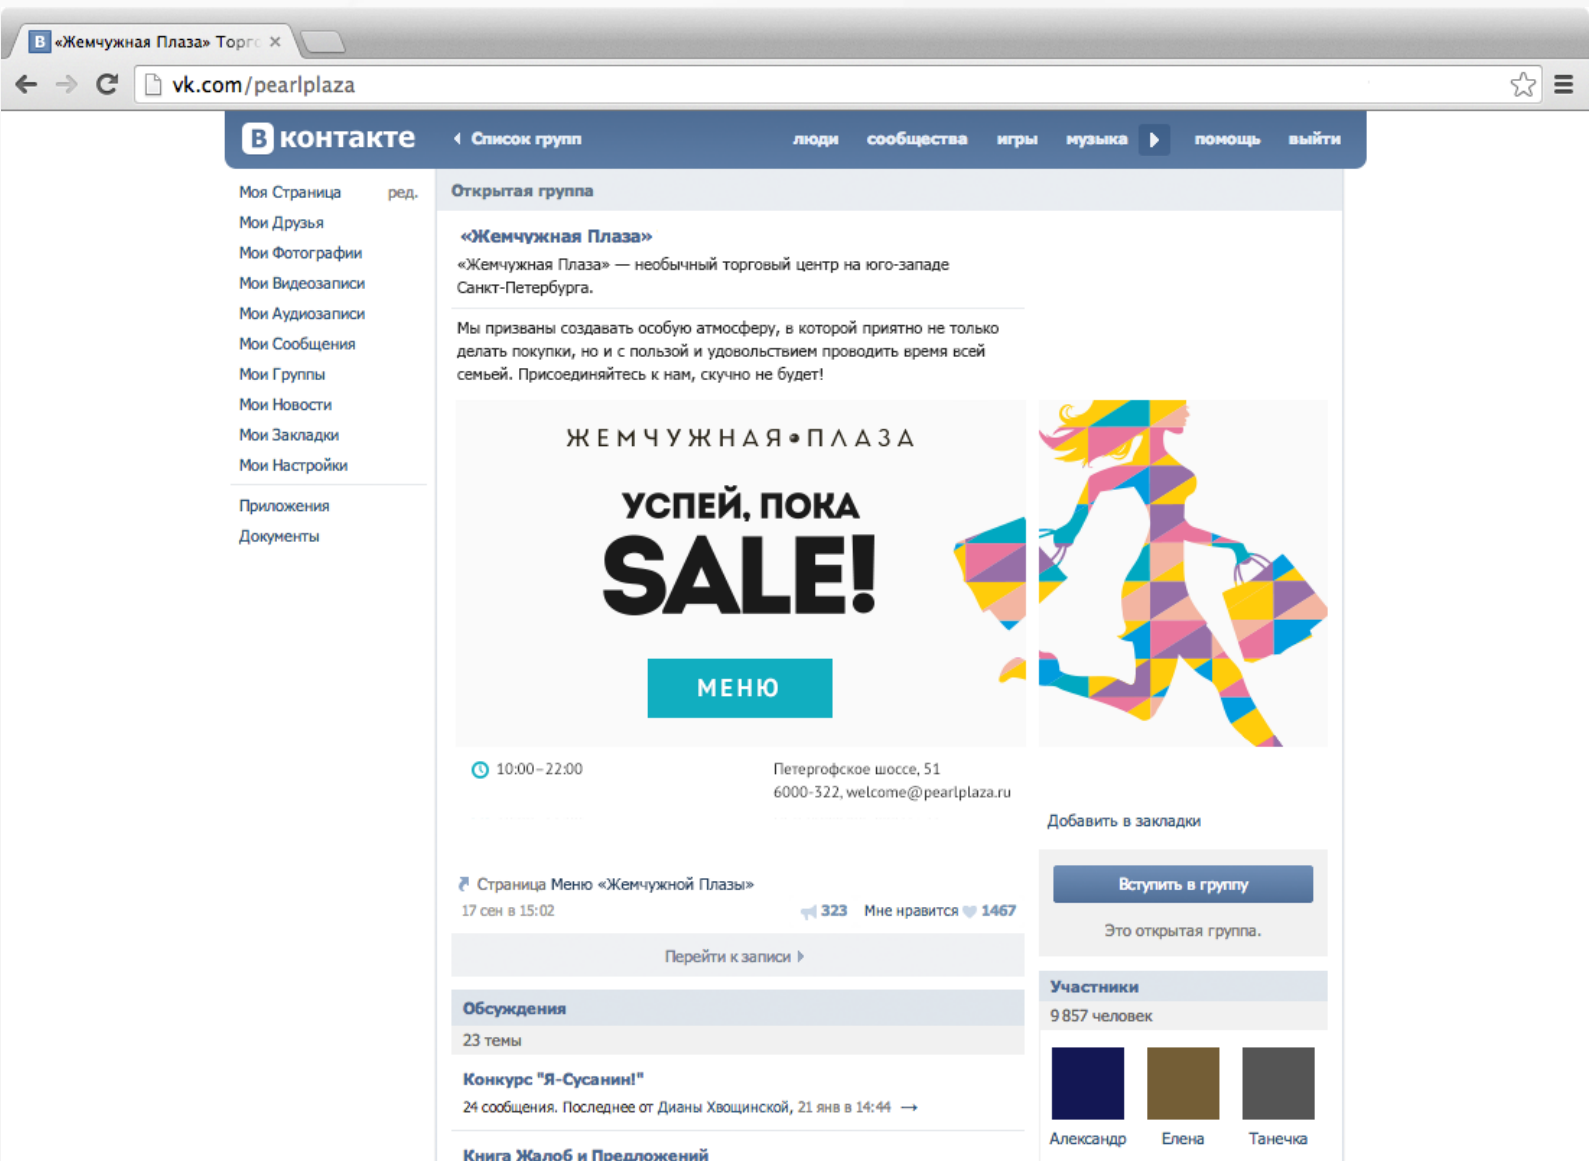 «Жемчужная Плаза» Торг
vk.com/pearlplaza
В контакте
Список групп
люди сообщества игры музыка помощь выйти
Моя Страница ред.
Мои Друзья
Мои Фотографии
Мои Видеозаписи
Мои Аудиозаписи
Мои Сообщения
Мои Группы
Мои Новости
Мои Закладки
Мои Настройки
Приложения
Документы
Открытая группа
«Жемчужная Плаза»
«Жемчужная Плаза» — необычный торговый центр на юго-западе
Санкт-Петербурга.
Мы призваны создавать особую атмосферу, в которой приятно не только
делать покупки, но и с пользой и удовольствием проводить время всей
семьей. Присоединяйтесь к нам, скучно не будет!
ЖЕМЧУЖНАЯ•ПЛАЗА
УСПЕЙ, ПОКА
SALE!
МЕНЮ
10:00–22:00
Петергофское шоссе, 51
6000-322, welcome@pearlplaza.ru
Страница Меню «Жемчужной Плазы»
17 сен в 15:02
323 Мне нравится 1467
Перейти к записи
Обсуждения
23 темы
Конкурс "Я-Сусанин!"
24 сообщения. Последнее от Дианы Хвощинской, 21 янв в 14:44 →
Книга Жалоб и Предложений
Добавить в закладки
Вступить в группу
Это открытая группа.
Участники
9 857 человек
Александр Елена Танечка